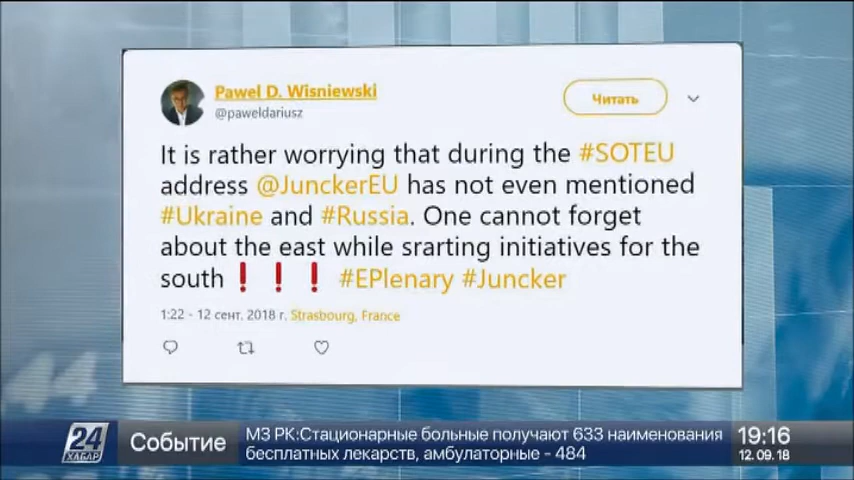 Pawel D. Wisniewski
@paweldariusz
Читать
It is rather worrying that during the #SOTEU
address @JunckerEU has not even mentioned
#Ukraine and #Russia. One cannot forget
about the east while srarting initiatives for the
south❗❗❗ #EPlenary #Juncker
1:22 - 12 сент. 2018 г. Strasbourg, France
24
ХАБАР
Событие
МЗ РК:Стационарные больные получают 633 наименования
бесплатных лекарств, амбулаторные - 484
19:16
12.09.18